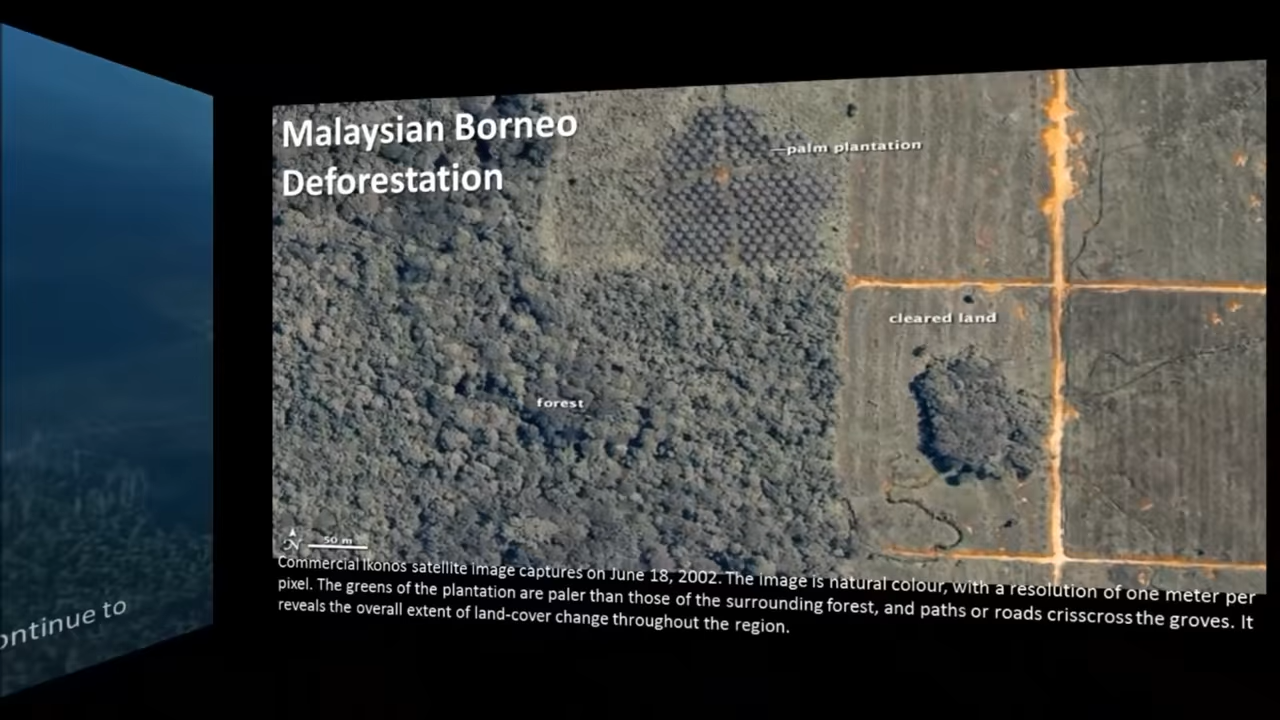 Malaysian Borneo
Deforestation
palm plantation
cleared land
forest
N
50 m
Commercial Ikonos satellite image captures on June 18, 2002. The image is natural colour, with a resolution of one meter per
pixel. The greens of the plantation are paler than those of the surrounding forest, and paths or roads crisscross the groves. It
reveals the overall extent of land-cover change throughout the region.
ontinue to